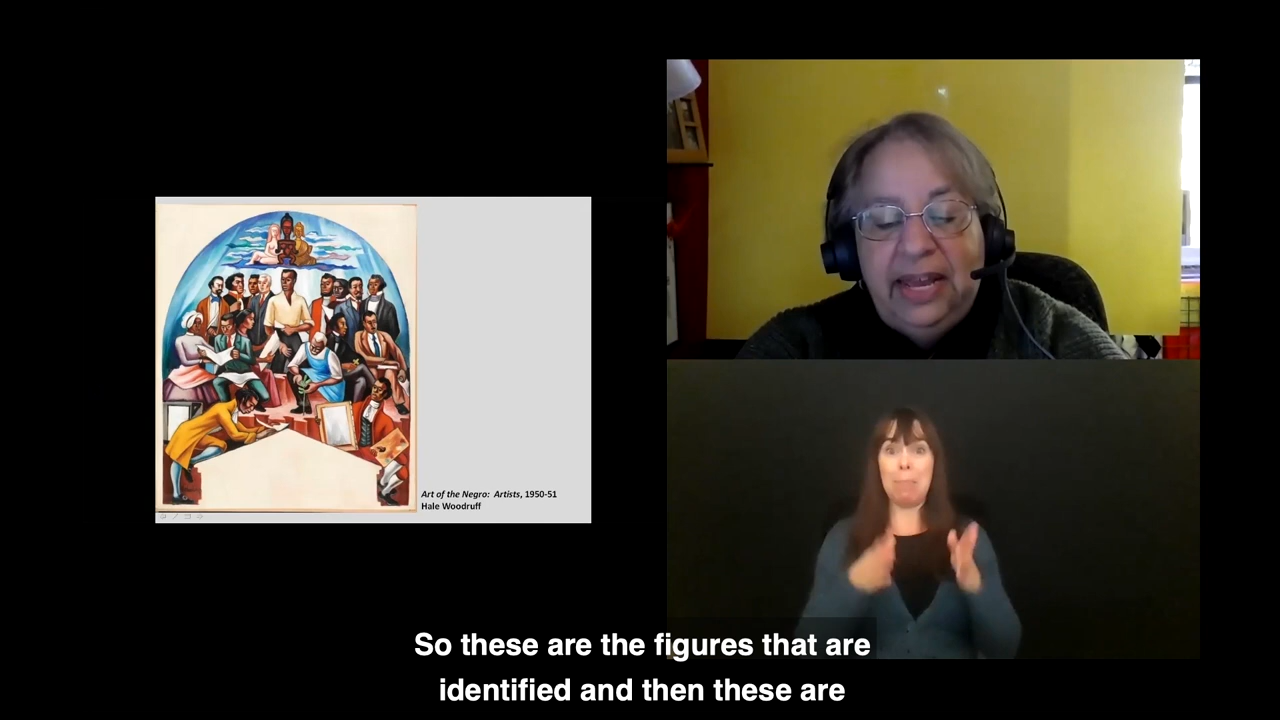 Art of the Negro: Artists, 1950-51
Hale Woodruff
So these are the figures that are
identified and then these are